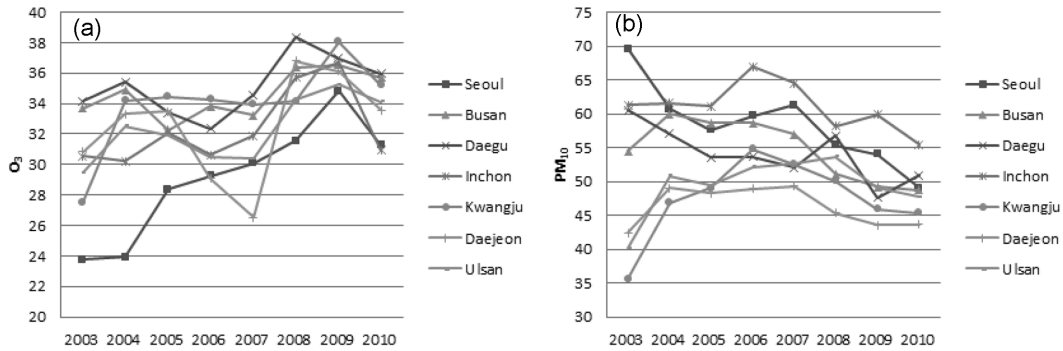 (a)
O3
40
38
36
34
32
30
28
26
24
22
20
2003 2004 2005 2006 2007 2008 2009 2010
Seoul
Busan
Daegu
Inchon
Kwangju
Daejeon
Ulsan
(b)
PM10
75
70
65
60
55
50
45
40
35
30
2003 2004 2005 2006 2007 2008 2009 2010
Seoul
Busan
Daegu
Inchon
Kwangju
Daejeon
Ulsan